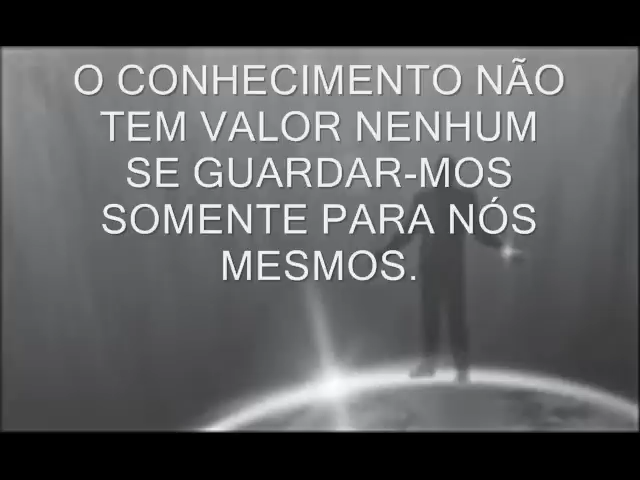 O CONHECIMENTO NÃO
TEM VALOR NENHUM
SE GUARDAR-MOS
SOMENTE PARA NÓS
MESMOS.